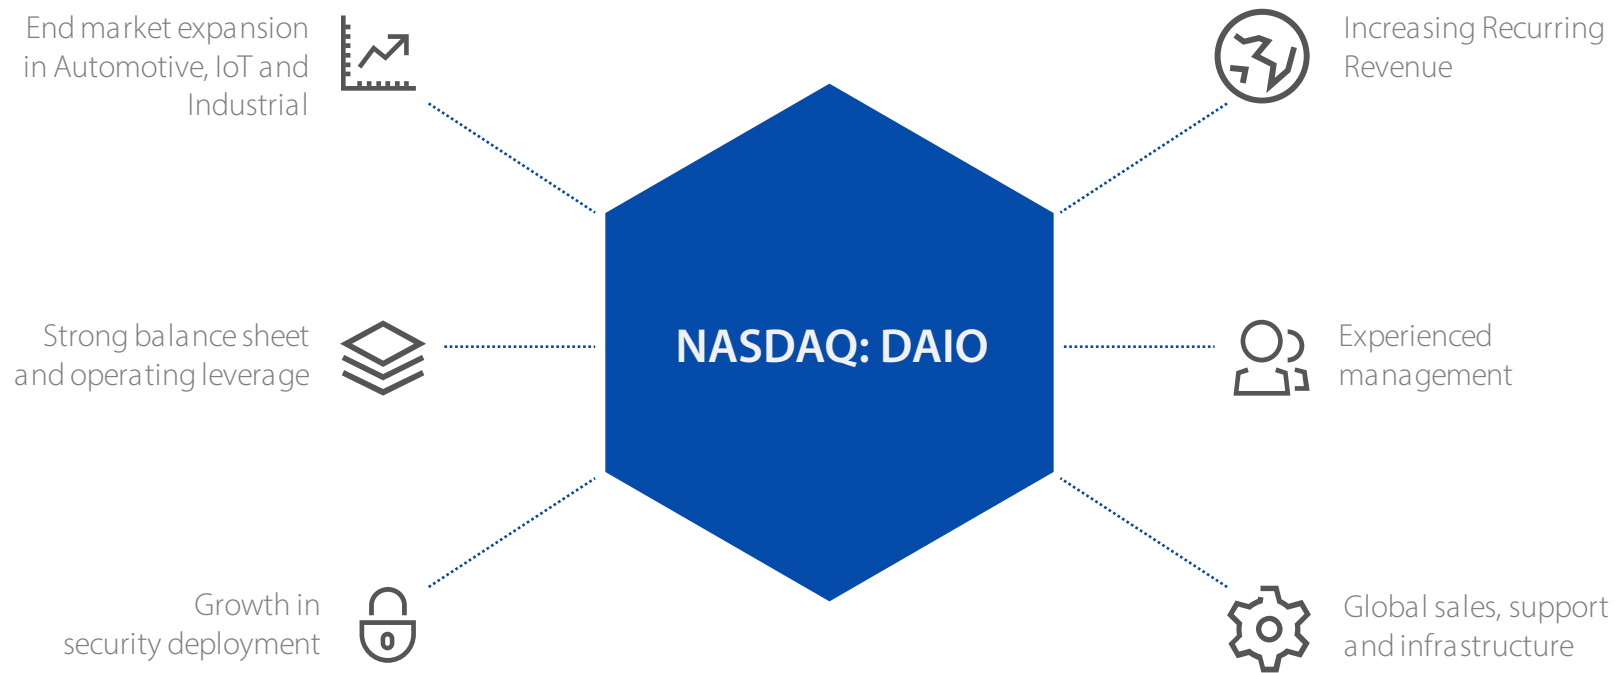 End market expansion
in Automotive, IoT and
Industrial
Increasing Recurring
Revenue
Strong balance sheet
and operating leverage
NASDAQ: DAIO
Experienced
management
Growth in
security deployment
Global sales, support
and infrastructure